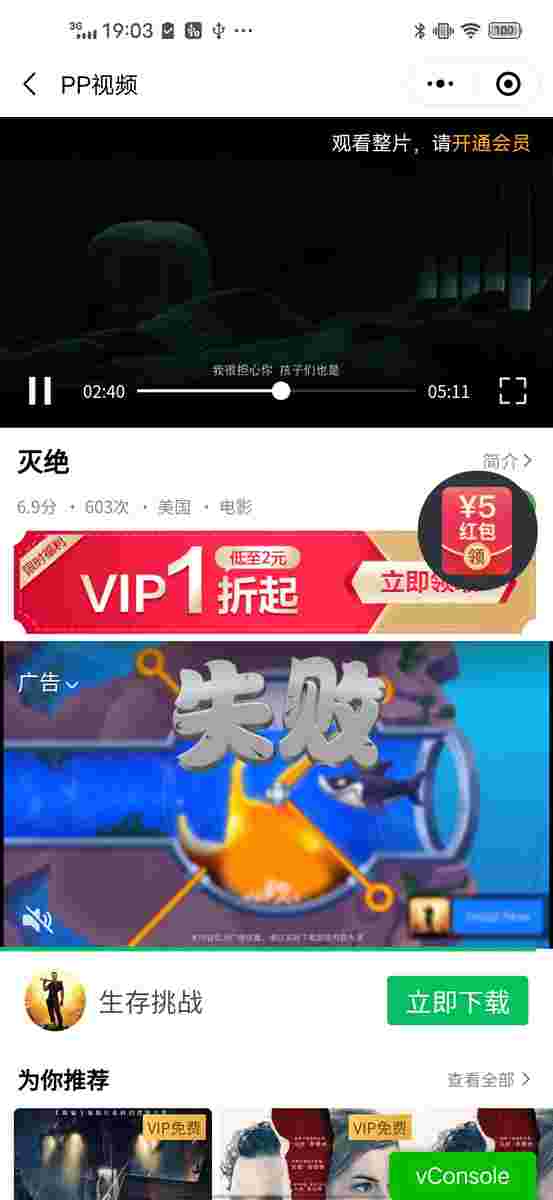 3G 19:03 100
PP视频
观看整片，请开通会员
我很担心你 孩子们也是
02:40 05:11
灭绝
简介
6.9分 · 603次 · 美国 · 电影
¥5
红包
领
限时福利
VIP1折起
低至2元
立即领
广告
失败
生存挑战
立即下载
为你推荐
查看全部
VIP免费
VIP免费
vConsole